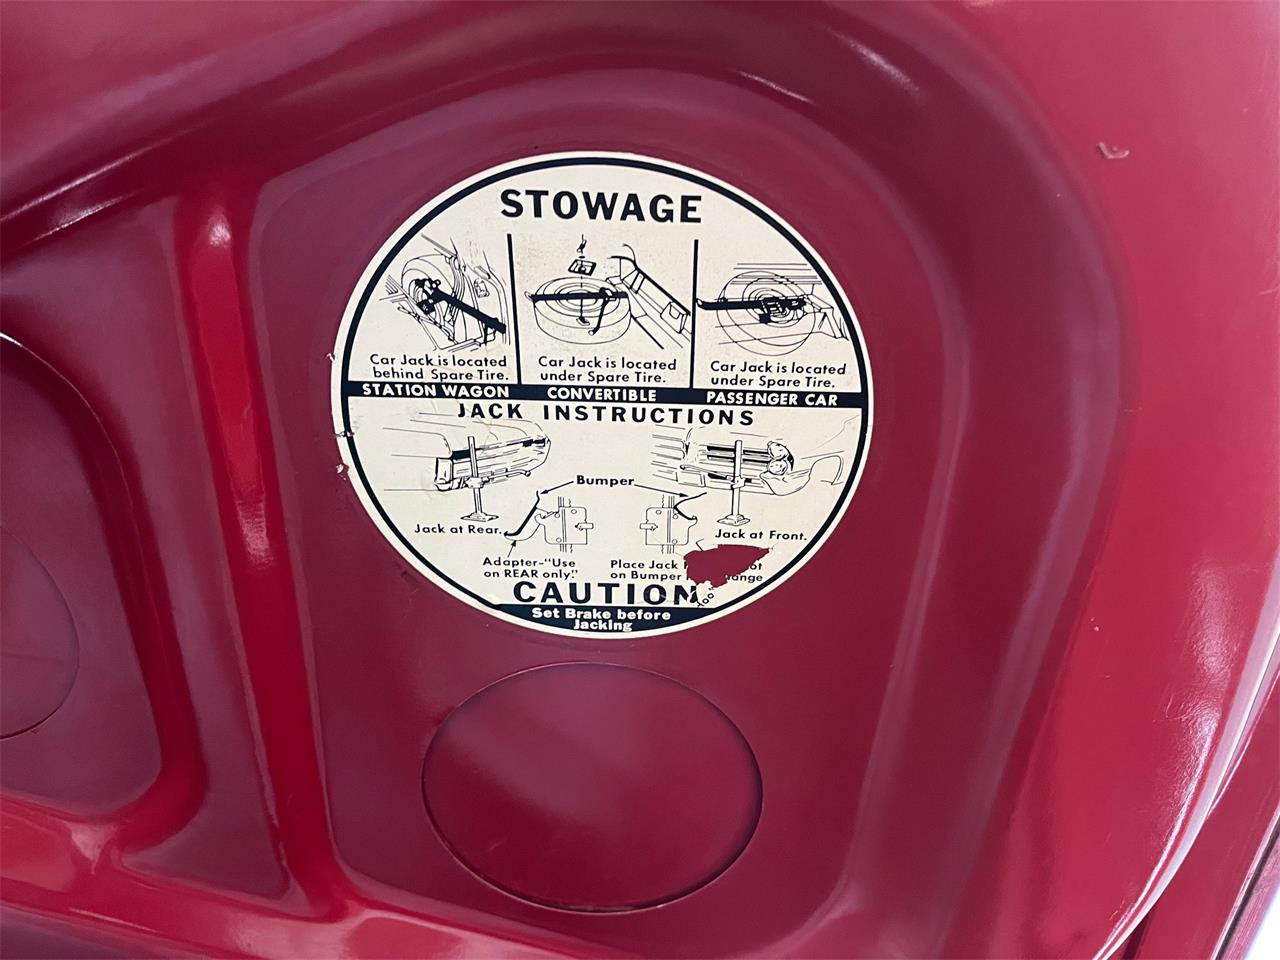 STOWAGE
Car Jack is located
behind Spare Tire.
STATION WAGON
Car Jack is located
under Spare Tire.
CONVERTIBLE
Car Jack is located
under Spare Tire.
PASSENGER CAR
JACK INSTRUCTIONS
Bumper
Jack at Rear.
Jack at Front.
Adapter-"Use
on REAR only."
Place Jack
on Bumper
CAUTION
Set Brake before
Jacking